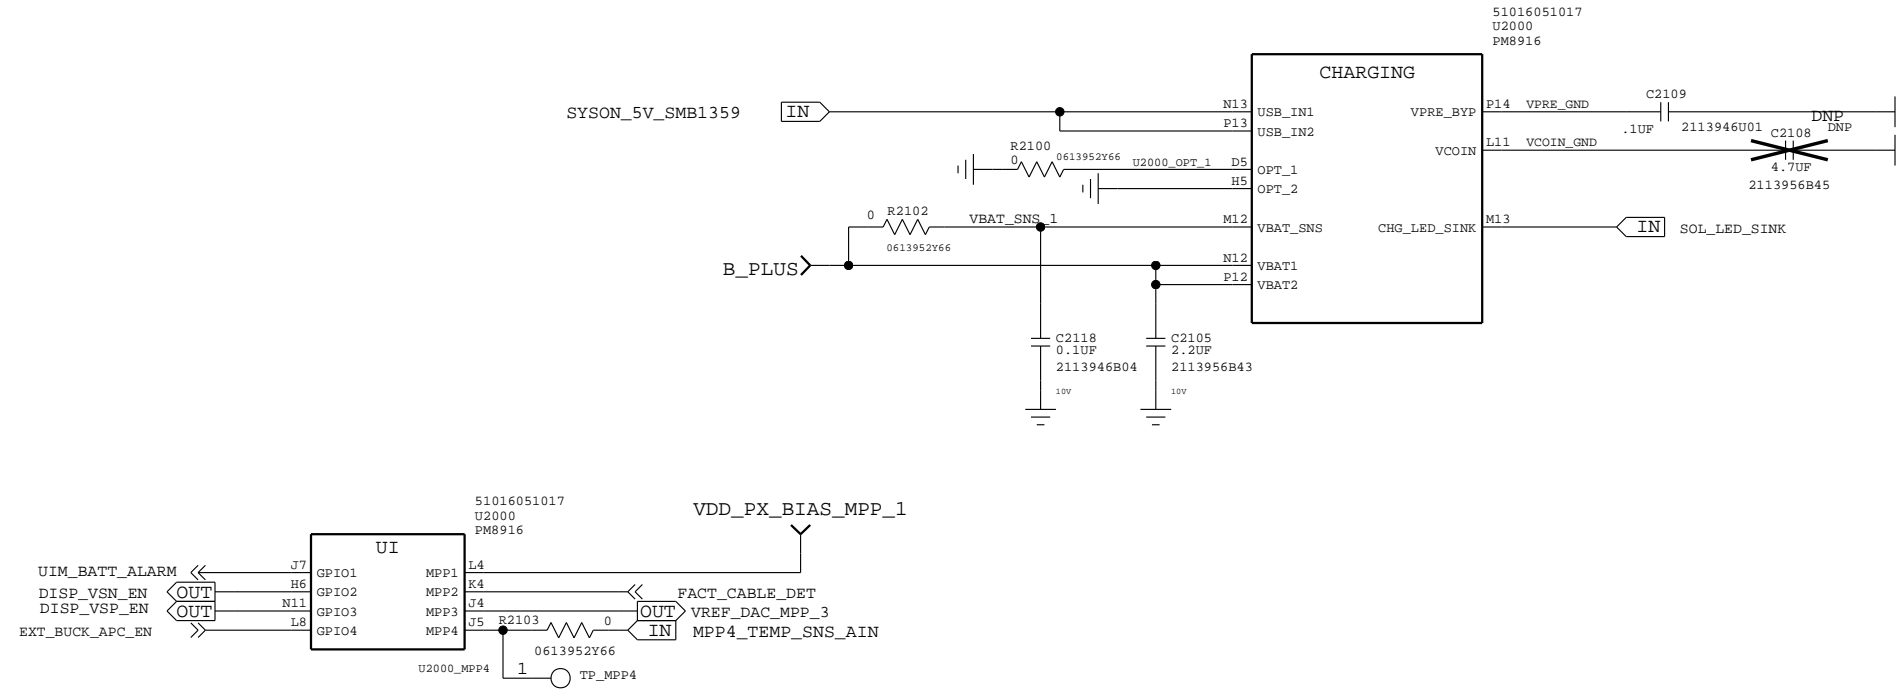 51016051017
U2000
PM8916
CHARGING
SYSON_5V_SMB1359
IN
N13
USB_IN1
P13
USB_IN2
VPRE_BYP
P14
VPRE_GND
C2109
.1UF
2113946U01
DNP
DNP
VCOIN
L11
VCOIN_GND
C2108
4.7UF
2113956B45
R2100
0
0613952Y66
U2000_OPT_1
D5
OPT_1
H5
OPT_2
0
R2102
0613952Y66
VBAT_SNS_1
M12
VBAT_SNS
CHG_LED_SINK
M13
IN
SOL_LED_SINK
B_PLUS
N12
VBAT1
P12
VBAT2
C2118
0.1UF
2113946B04
10V
C2105
2.2UF
2113956B43
10V
51016051017
U2000
PM8916
VDD_PX_BIAS_MPP_1
UI
UIM_BATT_ALARM
J7
GPIO1
MPP1
L4
DISP_VSN_EN
OUT
H6
GPIO2
MPP2
K4
FACT_CABLE_DET
DISP_VSP_EN
OUT
N11
GPIO3
MPP3
J4
OUT
VREF_DAC_MPP_3
EXT_BUCK_APC_EN
L8
GPIO4
MPP4
J5
R2103
0
IN
MPP4_TEMP_SNS_AIN
0613952Y66
U2000_MPP4
1
TP_MPP4